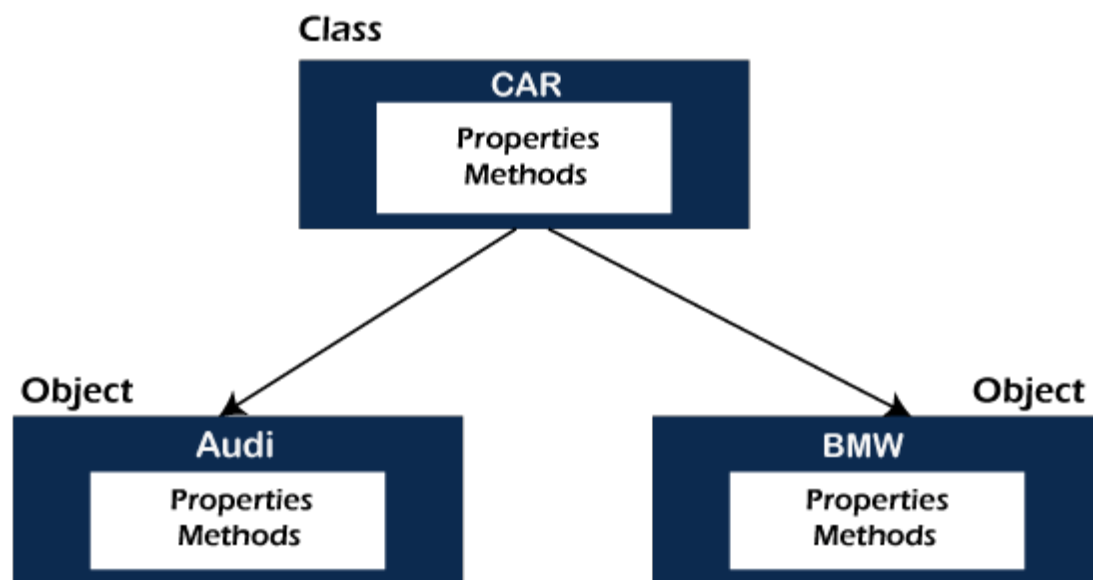 Class
CAR
Properties
Methods
Object
Object
Audi
BMW
Properties
Methods
Properties
Methods